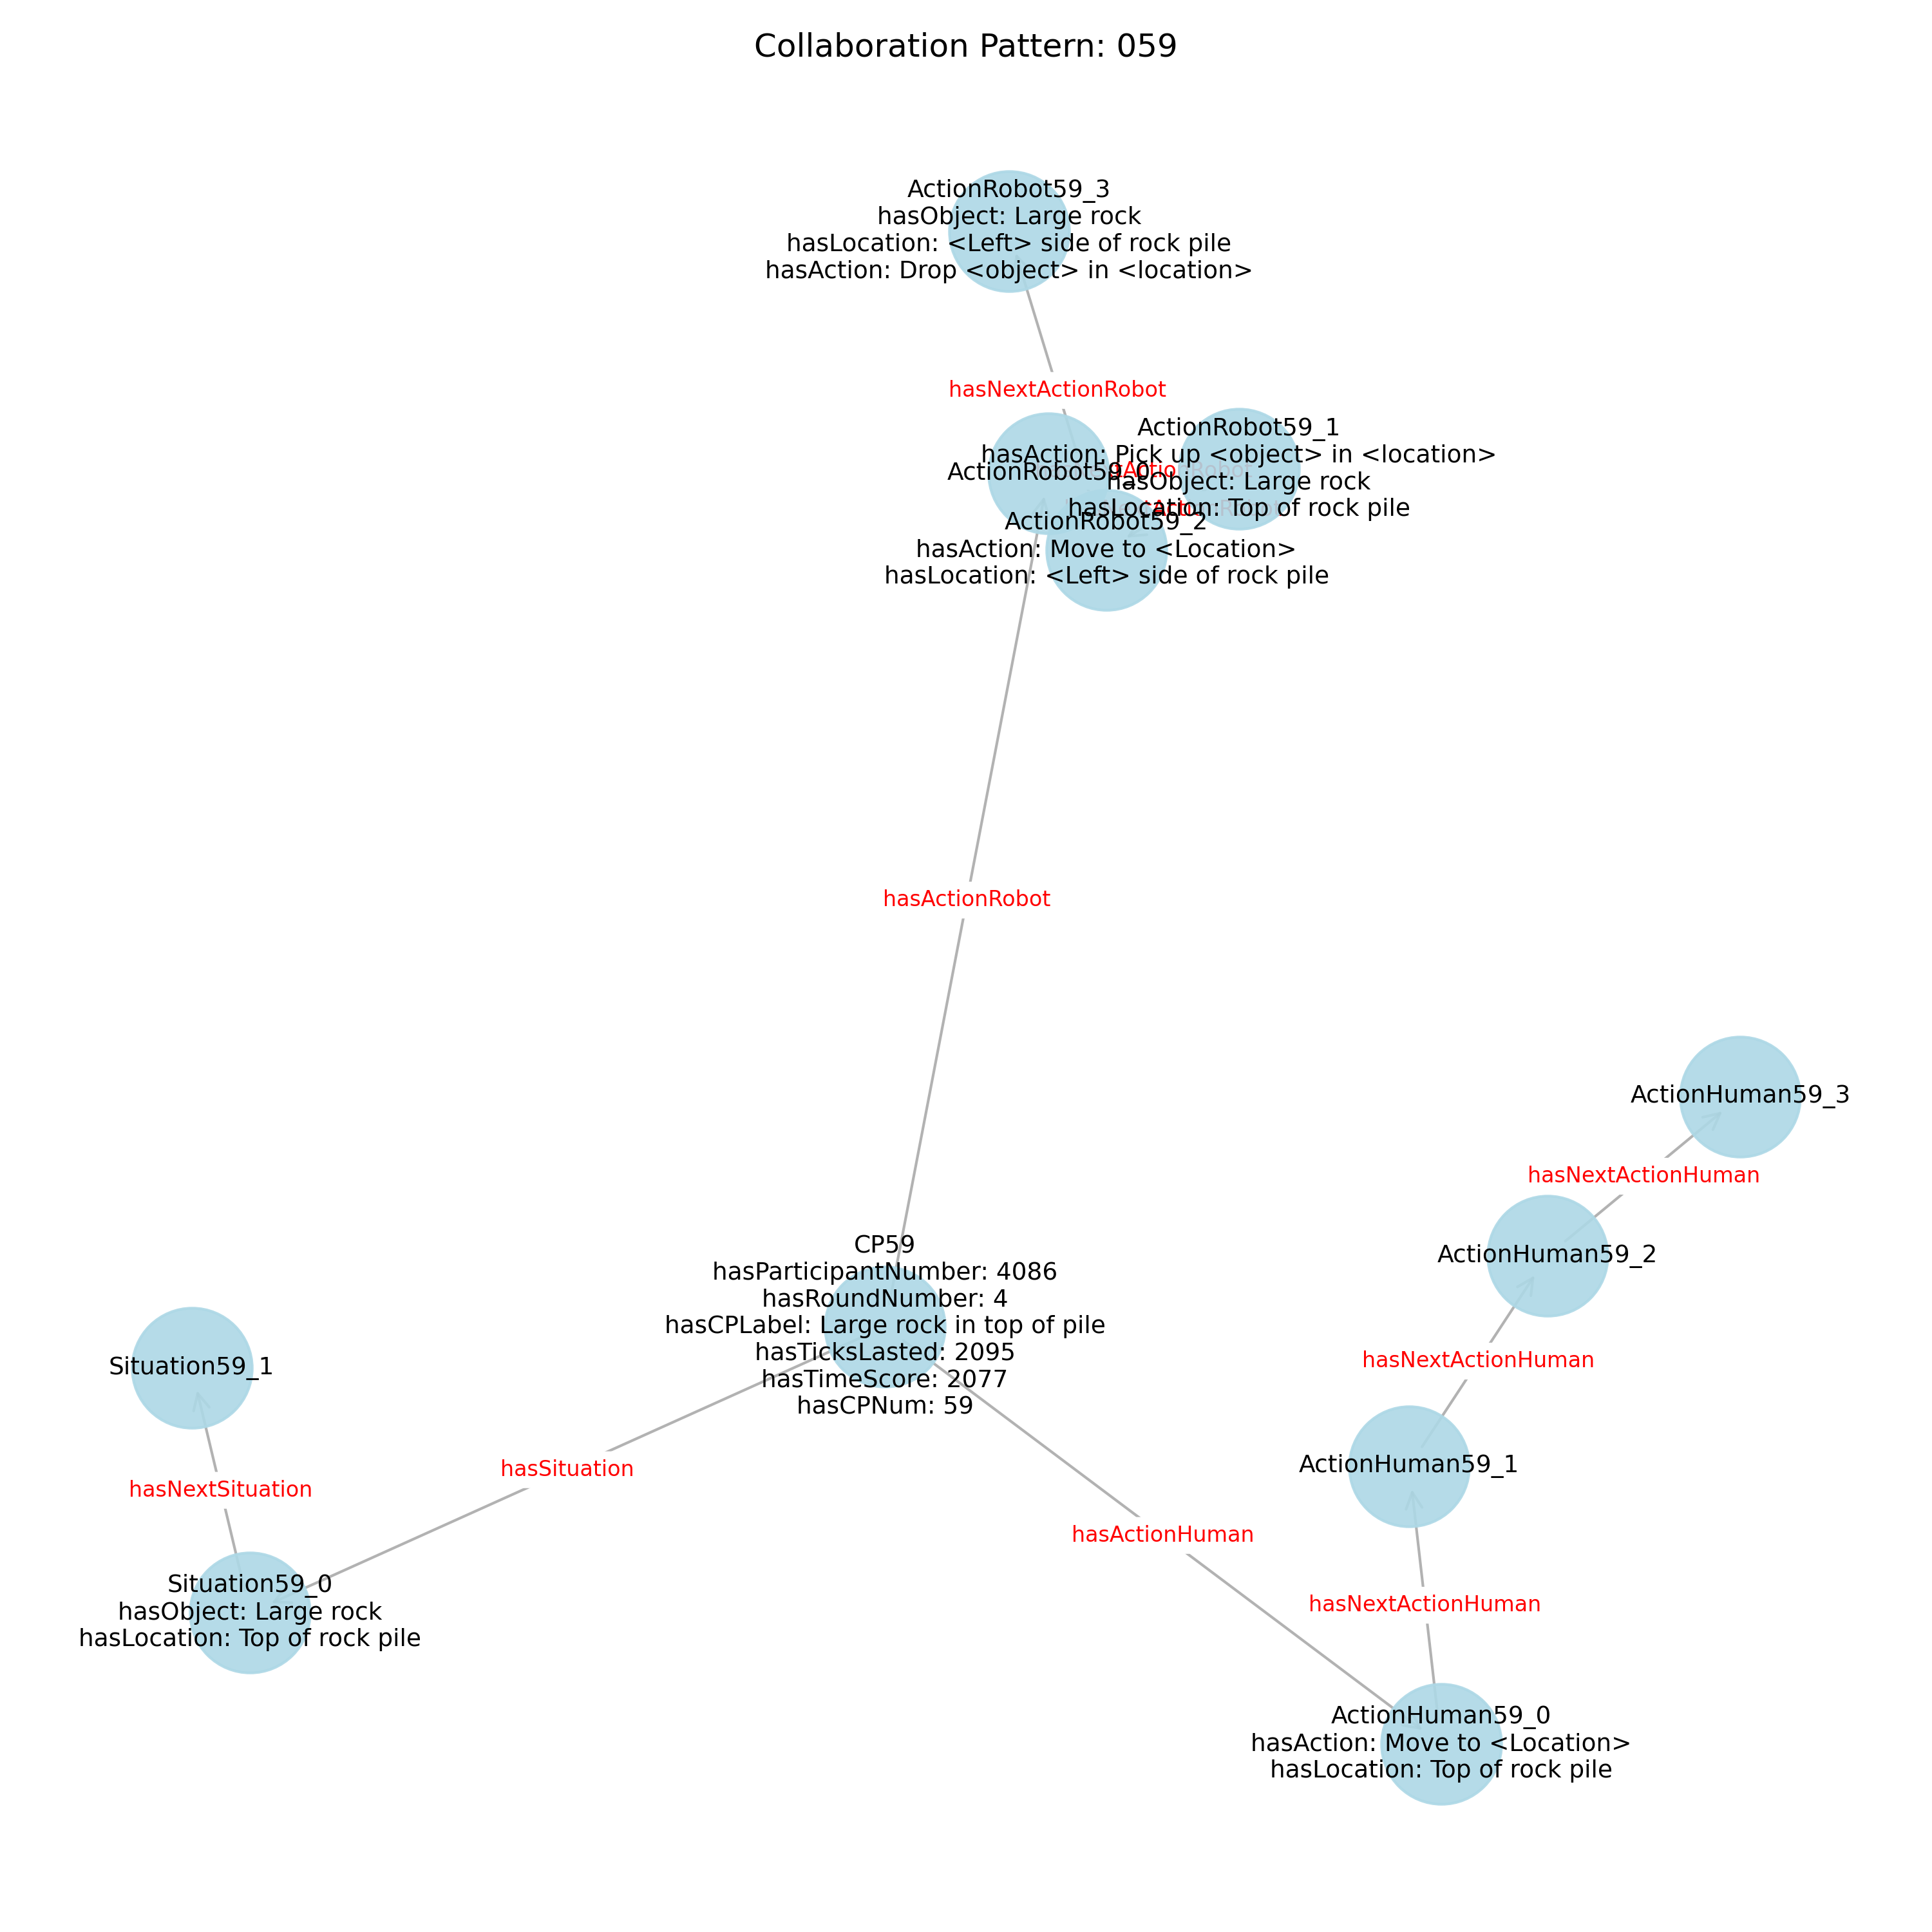 Collaboration Pattern: 059
ActionRobot59_3
hasObject: Large rock
hasLocation: <Left> side of rock pile
hasAction: Drop <object> in <location>
hasNextActionRobot
ActionRobot59_1
hasAction: Pick up <object> in <location>
hasObject: Large rock
hasLocation: Top of rock pile
ActionRobot59_0
ActionRobot59_2
hasAction: Move to <Location>
hasLocation: <Left> side of rock pile
hasActionRobot
ActionHuman59_3
hasNextActionHuman
ActionHuman59_2
hasNextActionHuman
CP59
hasParticipantNumber: 4086
hasRoundNumber: 4
hasCPLabel: Large rock in top of pile
hasTicksLasted: 2095
hasTimeScore: 2077
hasCPNum: 59
Situation59_1
hasNextSituation
hasSituation
ActionHuman59_1
hasActionHuman
hasNextActionHuman
Situation59_0
hasObject: Large rock
hasLocation: Top of rock pile
ActionHuman59_0
hasAction: Move to <Location>
hasLocation: Top of rock pile